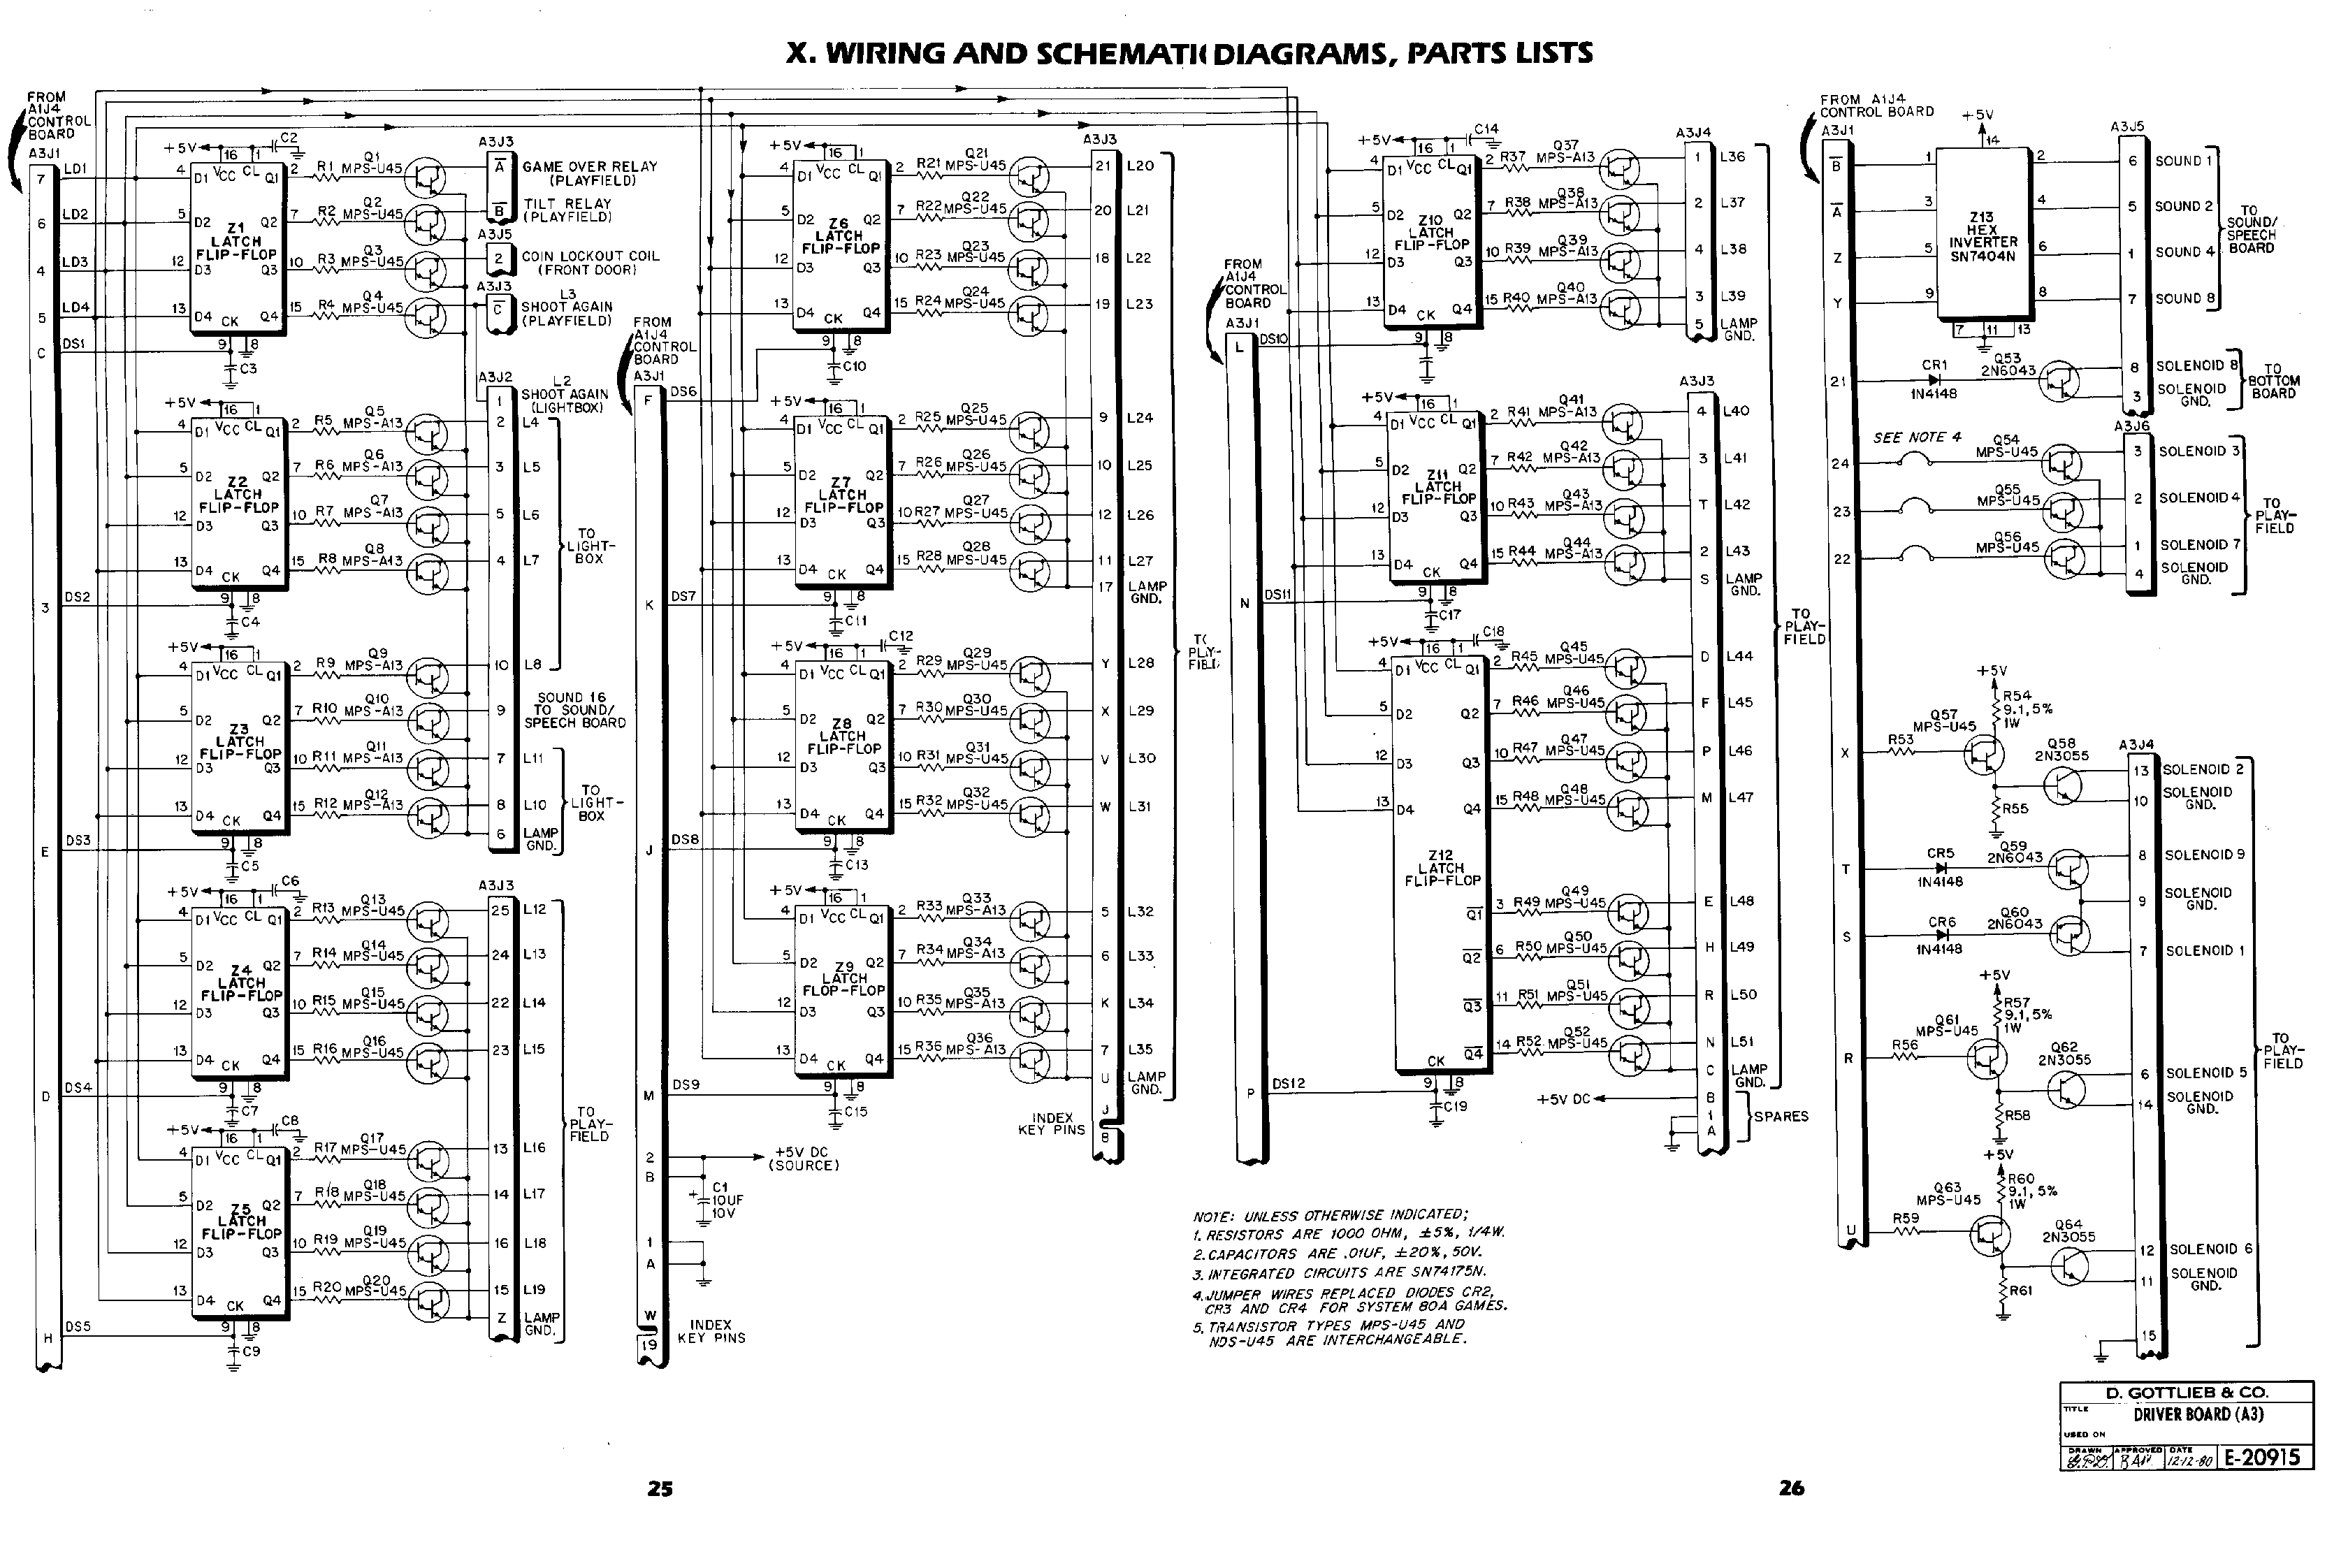 X. WIRING AND SCHEMATI DIAGRAMS, PARTS LISTS
FROM
A1J4
CONTROL
BOARD
A3J1
7 LD1
6 LD2
4 LD3
5 LD4
C DS1
3 DS2
E DS3
D DS4
H DS5
+5V 16 1 C2
4 D1 VCC CL Q1 2 R1 MPS-U45 Q1
5 D2 Q2 7 R2 MPS-U45 Q2
Z1
LATCH
FLIP-FLOP
12 D3 Q3 10 R3 MPS-U45 Q3
13 D4 CK Q4 15 R4 MPS-U45 Q4
9 8
C3
A3J3
A GAME OVER RELAY
(PLAYFIELD)
B TILT RELAY
(PLAYFIELD)
A3J5
2 COIN LOCKOUT COIL
(FRONT DOOR)
A3J3 L3
C SHOOT AGAIN
(PLAYFIELD)
A3J2 L2
1 SHOOT AGAIN
(LIGHTBOX)
+5V 16 1
4 D1 VCC CL Q1 2 R5 MPS-A13 Q5 2 L4
5 D2 Q2 7 R6 MPS-A13 Q6 3 L5
Z2
LATCH
FLIP-FLOP
12 D3 Q3 10 R7 MPS-A13 Q7 5 L6
13 D4 CK Q4 15 R8 MPS-A13 Q8 4 L7
9 8
C4
TO
LIGHT-
BOX
+5V 16 1
4 D1 VCC CL Q1 2 R9 MPS-A13 Q9 10 L8
5 D2 Q2 7 R10 MPS-A13 Q10 9
SOUND 16
TO SOUND/
SPEECH BOARD
Z3
LATCH
FLIP-FLOP
12 D3 Q3 10 R11 MPS-A13 Q11 7 L11
13 D4 CK Q4 15 R12 MPS-A13 Q12 8 L10
6 LAMP
GND.
9 8
C5
TO
LIGHT-
BOX
A3J3
+5V 16 1 C6
4 D1 VCC CL Q1 2 R13 MPS-U45 Q13 25 L12
5 D2 Q2 7 R14 MPS-U45 Q14 24 L13
Z4
LATCH
FLIP-FLOP
12 D3 Q3 10 R15 MPS-U45 Q15 22 L14
13 D4 CK Q4 15 R16 MPS-U45 Q16 23 L15
9 8
C7
TO
PLAY-
FIELD
+5V 16 1 C8
4 D1 VCC CL Q1 2 R17 MPS-U45 Q17 13 L16
5 D2 Q2 7 R18 MPS-U45 Q18 14 L17
Z5
LATCH
FLIP-FLOP
12 D3 Q3 10 R19 MPS-U45 Q19 16 L18
13 D4 CK Q4 15 R20 MPS-U45 Q20 15 L19
Z LAMP
GND.
9 8
C9
FROM
A1J4
CONTROL
BOARD
A3J1
F DS6
K DS7
J DS8
M DS9
2 +5V DC
(SOURCE)
B
+ C1
10UF
10V
1
A
W
19
INDEX
KEY PINS
A3J3
+5V 16 1
4 D1 VCC CL Q1 2 R21 MPS-U45 Q21 21 L20
5 D2 Q2 7 R22 MPS-U45 Q22 20 L21
Z6
LATCH
FLIP-FLOP
12 D3 Q3 10 R23 MPS-U45 Q23 18 L22
13 D4 CK Q4 15 R24 MPS-U45 Q24 19 L23
9 8
C10
+5V 16 1
4 D1 VCC CL Q1 2 R25 MPS-U45 Q25 9 L24
5 D2 Q2 7 R26 MPS-U45 Q26 10 L25
Z7
LATCH
FLIP-FLOP
12 D3 Q3 10 R27 MPS-U45 Q27 12 L26
13 D4 CK Q4 15 R28 MPS-U45 Q28 11 L27
17 LAMP
GND.
9 8
C11
+5V 16 1 C12
4 D1 VCC CL Q1 2 R29 MPS-U45 Q29 Y L28
5 D2 Q2 7 R30 MPS-U45 Q30 X L29
Z8
LATCH
FLIP-FLOP
12 D3 Q3 10 R31 MPS-U45 Q31 V L30
13 D4 CK Q4 15 R32 MPS-U45 Q32 W L31
9 8
C13
+5V 16 1
4 D1 VCC CL Q1 2 R33 MPS-A13 Q33 5 L32
5 D2 Q2 7 R34 MPS-A13 Q34 6 L33
Z9
LATCH
FLOP-FLOP
12 D3 Q3 10 R35 MPS-A13 Q35 K L34
13 D4 CK Q4 15 R36 MPS-A13 Q36 7 L35
U LAMP
GND.
9 8
C15
INDEX
KEY PINS
J
8
FIELD
FROM
A1J4
CONTROL
BOARD
A3J1
L DS10
N DS11
P DS12
A3J4
+5V 16 1 C14
4 D1 VCC CL Q1 2 R37 MPS-A13 Q37 1 L36
5 D2 Q2 7 R38 MPS-A13 Q38 2 L37
Z10
LATCH
FLIP-FLOP
12 D3 Q3 10 R39 MPS-A13 Q39 4 L38
13 D4 CK Q4 15 R40 MPS-A13 Q40 3 L39
5 LAMP
GND.
9 8
A3J3
+5V 16 1
4 D1 VCC CL Q1 2 R41 MPS-A13 Q41 4 L40
5 D2 Q2 7 R42 MPS-A13 Q42 3 L41
Z11
LATCH
FLIP-FLOP
12 D3 Q3 10 R43 MPS-A13 Q43 T L42
13 D4 CK Q4 15 R44 MPS-A13 Q44 2 L43
S LAMP
GND.
9 8
C17
TO
PLAY-
FIELD
+5V 16 1 C18
4 D1 VCC CL Q1 2 R45 MPS-U45 Q45 D L44
5 D2 Q2 7 R46 MPS-U45 Q46 F L45
12 D3 Q3 10 R47 MPS-U45 Q47 P L46
13 D4 Q4 15 R48 MPS-U45 Q48 M L47
Z12
LATCH
FLIP-FLOP
Q1 3 R49 MPS-U45 Q49 E L48
Q2 6 R50 MPS-U45 Q50 H L49
Q3 11 R51 MPS-U45 Q51 R L50
CK Q4 14 R52 MPS-U45 Q52 N L51
C LAMP
GND.
9 8
C19
+5V DC B
1
A
SPARES
NOTE: UNLESS OTHERWISE INDICATED;
1. RESISTORS ARE 1000 OHM, ±5%, 1/4W.
2. CAPACITORS ARE .01UF, ±20%, 50V.
3. INTEGRATED CIRCUITS ARE SN74175N.
4. JUMPER WIRES REPLACED DIODES CR2,
CR3 AND CR4 FOR SYSTEM 80A GAMES.
5. TRANSISTOR TYPES MPS-U45 AND
NDS-U45 ARE INTERCHANGEABLE.
FROM A1J4
CONTROL BOARD
A3J1
+5V
14
A3J5
B 1 2 6 SOUND 1
A 3 4 5 SOUND 2
Z13
HEX
INVERTER
SN7404N
Z 5 6 1 SOUND 4
Y 9 8 7 SOUND 8
7 11 13
TO
SOUND/
SPEECH
BOARD
21 CR1 1N4148 Q53 2N6043 8 SOLENOID 8
3 SOLENOID
GND.
TO
BOTTOM
BOARD
A3J6
SEE NOTE 4
24 Q54 MPS-U45 3 SOLENOID 3
23 Q55 MPS-U45 2 SOLENOID 4
22 Q56 MPS-U45 1 SOLENOID 7
4 SOLENOID
GND.
TO
PLAY-
FIELD
+5V
R54
9.1, 5%
1W
Q57
MPS-U45
X R53
Q58
2N3055
R55
A3J4
13 SOLENOID 2
10 SOLENOID
GND.
T CR5 1N4148 Q59 2N6043 8 SOLENOID 9
9 SOLENOID
GND.
S CR6 1N4148 Q60 2N6043 7 SOLENOID 1
+5V
R57
9.1, 5%
1W
Q61
MPS-U45
R R56
Q62
2N3055
R58
6 SOLENOID 5
14 SOLENOID
GND.
TO
PLAY-
FIELD
+5V
R60
9.1, 5%
1W
Q63
MPS-U45
U R59
Q64
2N3055
R61
12 SOLENOID 6
11 SOLENOID
GND.
15
D. GOTTLIEB & CO.
TITLE DRIVER BOARD (A3)
USED ON
DRAWN APPROVED DATE
12-12-80 E-20915
25
26